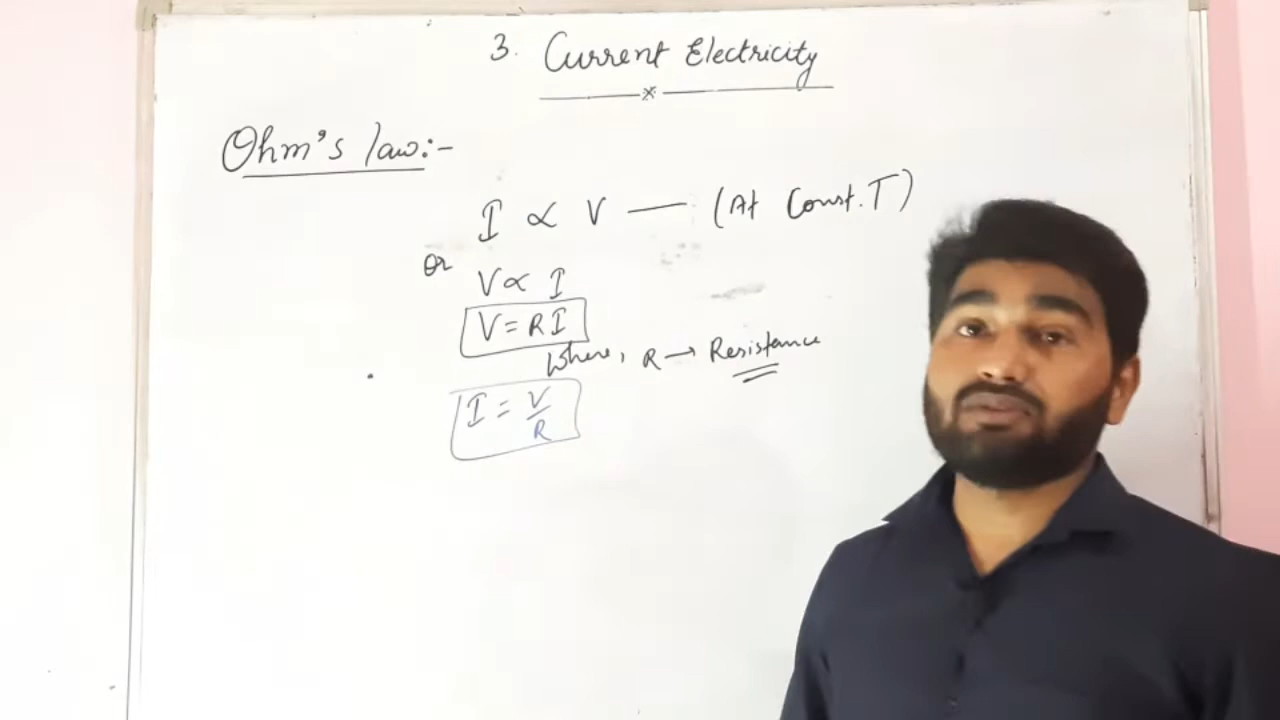 3. Current Electricity
Ohm's law:-
I ∝ V — (At Const. T)
or
V ∝ I
V = RI
Where, R → Resistance
I = V/R